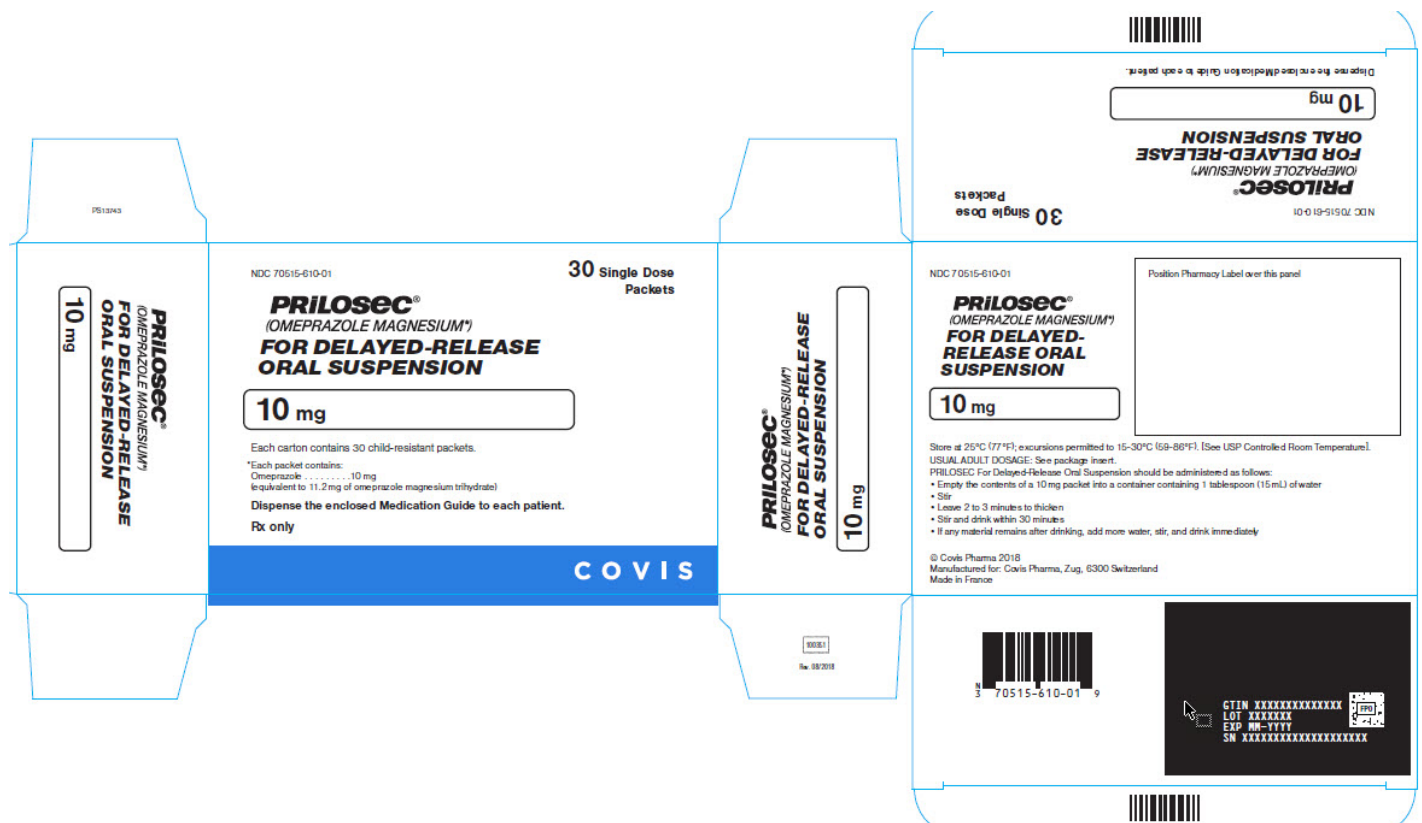 Dispense the enclosed Medication Guide to each patient.
10 mg
PRiLOSEC®
(OMEPRAZOLE MAGNESIUM*)
FOR DELAYED-RELEASE
ORAL SUSPENSION
30 Single Dose
Packets
NDC 70515-610-01
PS13743
PRiLOSEC®
(OMEPRAZOLE MAGNESIUM*)
FOR DELAYED-RELEASE
ORAL SUSPENSION
10 mg
NDC 70515-610-01
30 Single Dose
Packets
PRiLOSEC®
(OMEPRAZOLE MAGNESIUM*)
FOR DELAYED-RELEASE
ORAL SUSPENSION
10 mg
Each carton contains 30 child-resistant packets.
*Each packet contains:
Omeprazole . . . . . . . . . 10 mg
(equivalent to 11.2 mg of omeprazole magnesium trihydrate)
Dispense the enclosed Medication Guide to each patient.
Rx only
COVIS
PRiLOSEC®
(OMEPRAZOLE MAGNESIUM*)
FOR DELAYED-RELEASE
ORAL SUSPENSION
10 mg
Rev. 08/2018
NDC 70515-610-01
PRiLOSEC®
(OMEPRAZOLE MAGNESIUM*)
FOR DELAYED-
RELEASE ORAL
SUSPENSION
10 mg
Position Pharmacy Label over this panel
Store at 25°C (77°F); excursions permitted to 15-30°C (59-86°F). [See USP Controlled Room Temperature].
USUAL ADULT DOSAGE: See package insert.
PRILOSEC For Delayed-Release Oral Suspension should be administered as follows:
• Empty the contents of a 10 mg packet into a container containing 1 tablespoon (15 mL) of water
• Stir
• Leave 2 to 3 minutes to thicken
• Stir and drink within 30 minutes
• If any material remains after drinking, add more water, stir, and drink immediately
© Covis Pharma 2018
Manufactured for: Covis Pharma, Zug, 6300 Switzerland
Made in France
N
3 70515-610-01 9
GTIN XXXXXXXXXXXXXX
LOT XXXXXXX
EXP MM-YYYY
SN XXXXXXXXXXXXXXXXXXXX
FPO